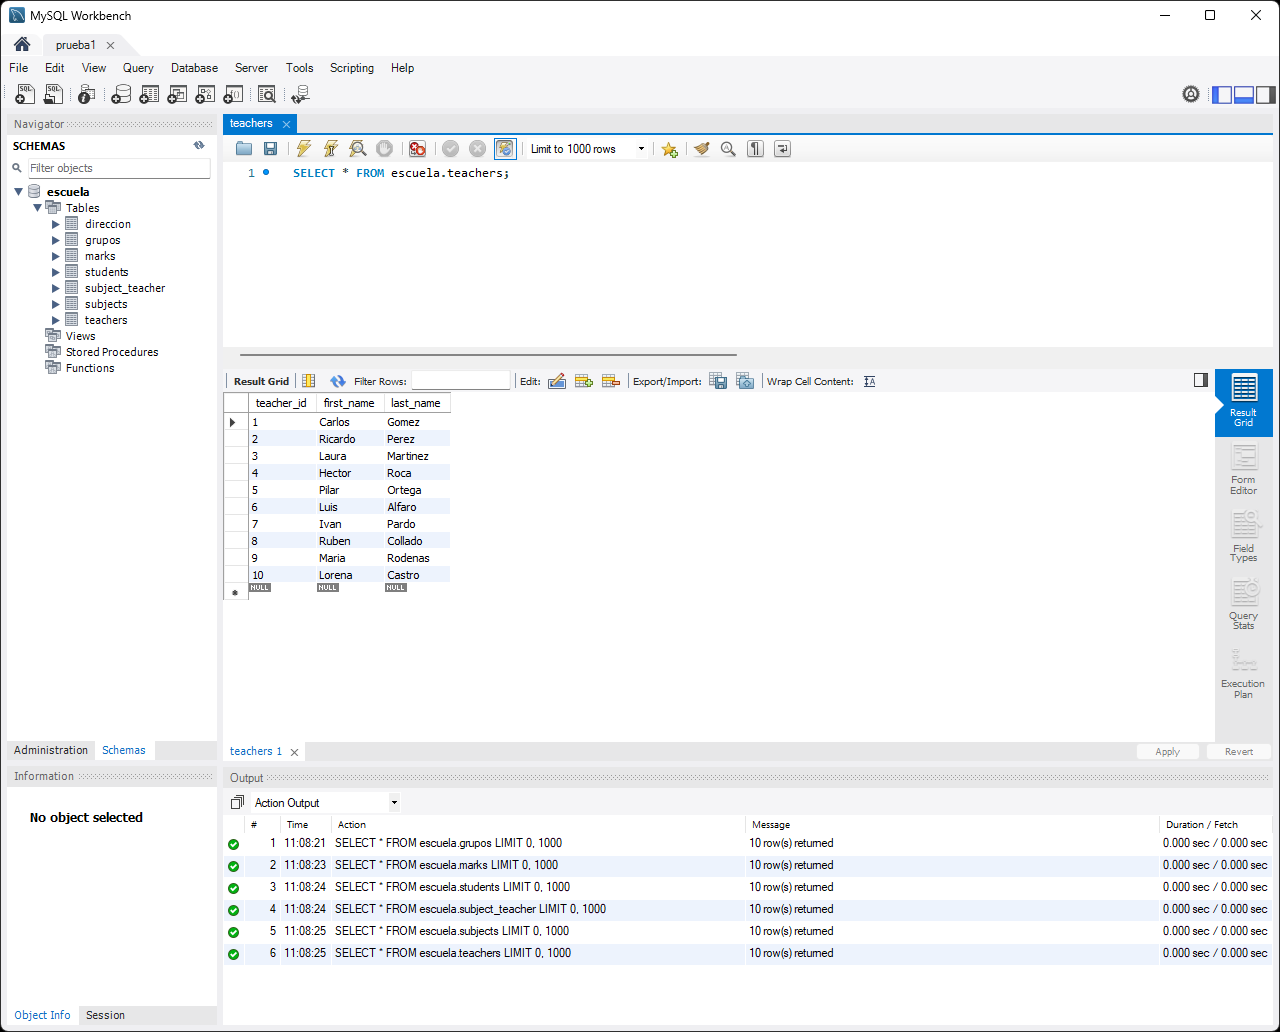 MySQL Workbench
prueba1
File Edit View Query Database Server Tools Scripting Help
Navigator
SCHEMAS
Filter objects
escuela
Tables
direccion
grupos
marks
students
subject_teacher
subjects
teachers
Views
Stored Procedures
Functions
Administration Schemas
Information
No object selected
Object Info Session
teachers
Limit to 1000 rows
1 SELECT * FROM escuela.teachers;
Result Grid Filter Rows: Edit: Export/Import: Wrap Cell Content:
teacher_id first_name last_name
1 Carlos Gomez
2 Ricardo Perez
3 Laura Martinez
4 Hector Roca
5 Pilar Ortega
6 Luis Alfaro
7 Ivan Pardo
8 Ruben Collado
9 Maria Rodenas
10 Lorena Castro
NULL NULL NULL
Result
Grid
Form
Editor
Field
Types
Query
Stats
Execution
Plan
teachers 1
Apply Revert
Output
Action Output
# Time Action Message Duration / Fetch
1 11:08:21 SELECT * FROM escuela.grupos LIMIT 0, 1000 10 row(s) returned 0.000 sec / 0.000 sec
2 11:08:23 SELECT * FROM escuela.marks LIMIT 0, 1000 10 row(s) returned 0.000 sec / 0.000 sec
3 11:08:24 SELECT * FROM escuela.students LIMIT 0, 1000 10 row(s) returned 0.000 sec / 0.000 sec
4 11:08:24 SELECT * FROM escuela.subject_teacher LIMIT 0, 1000 10 row(s) returned 0.000 sec / 0.000 sec
5 11:08:25 SELECT * FROM escuela.subjects LIMIT 0, 1000 10 row(s) returned 0.000 sec / 0.000 sec
6 11:08:25 SELECT * FROM escuela.teachers LIMIT 0, 1000 10 row(s) returned 0.000 sec / 0.000 sec